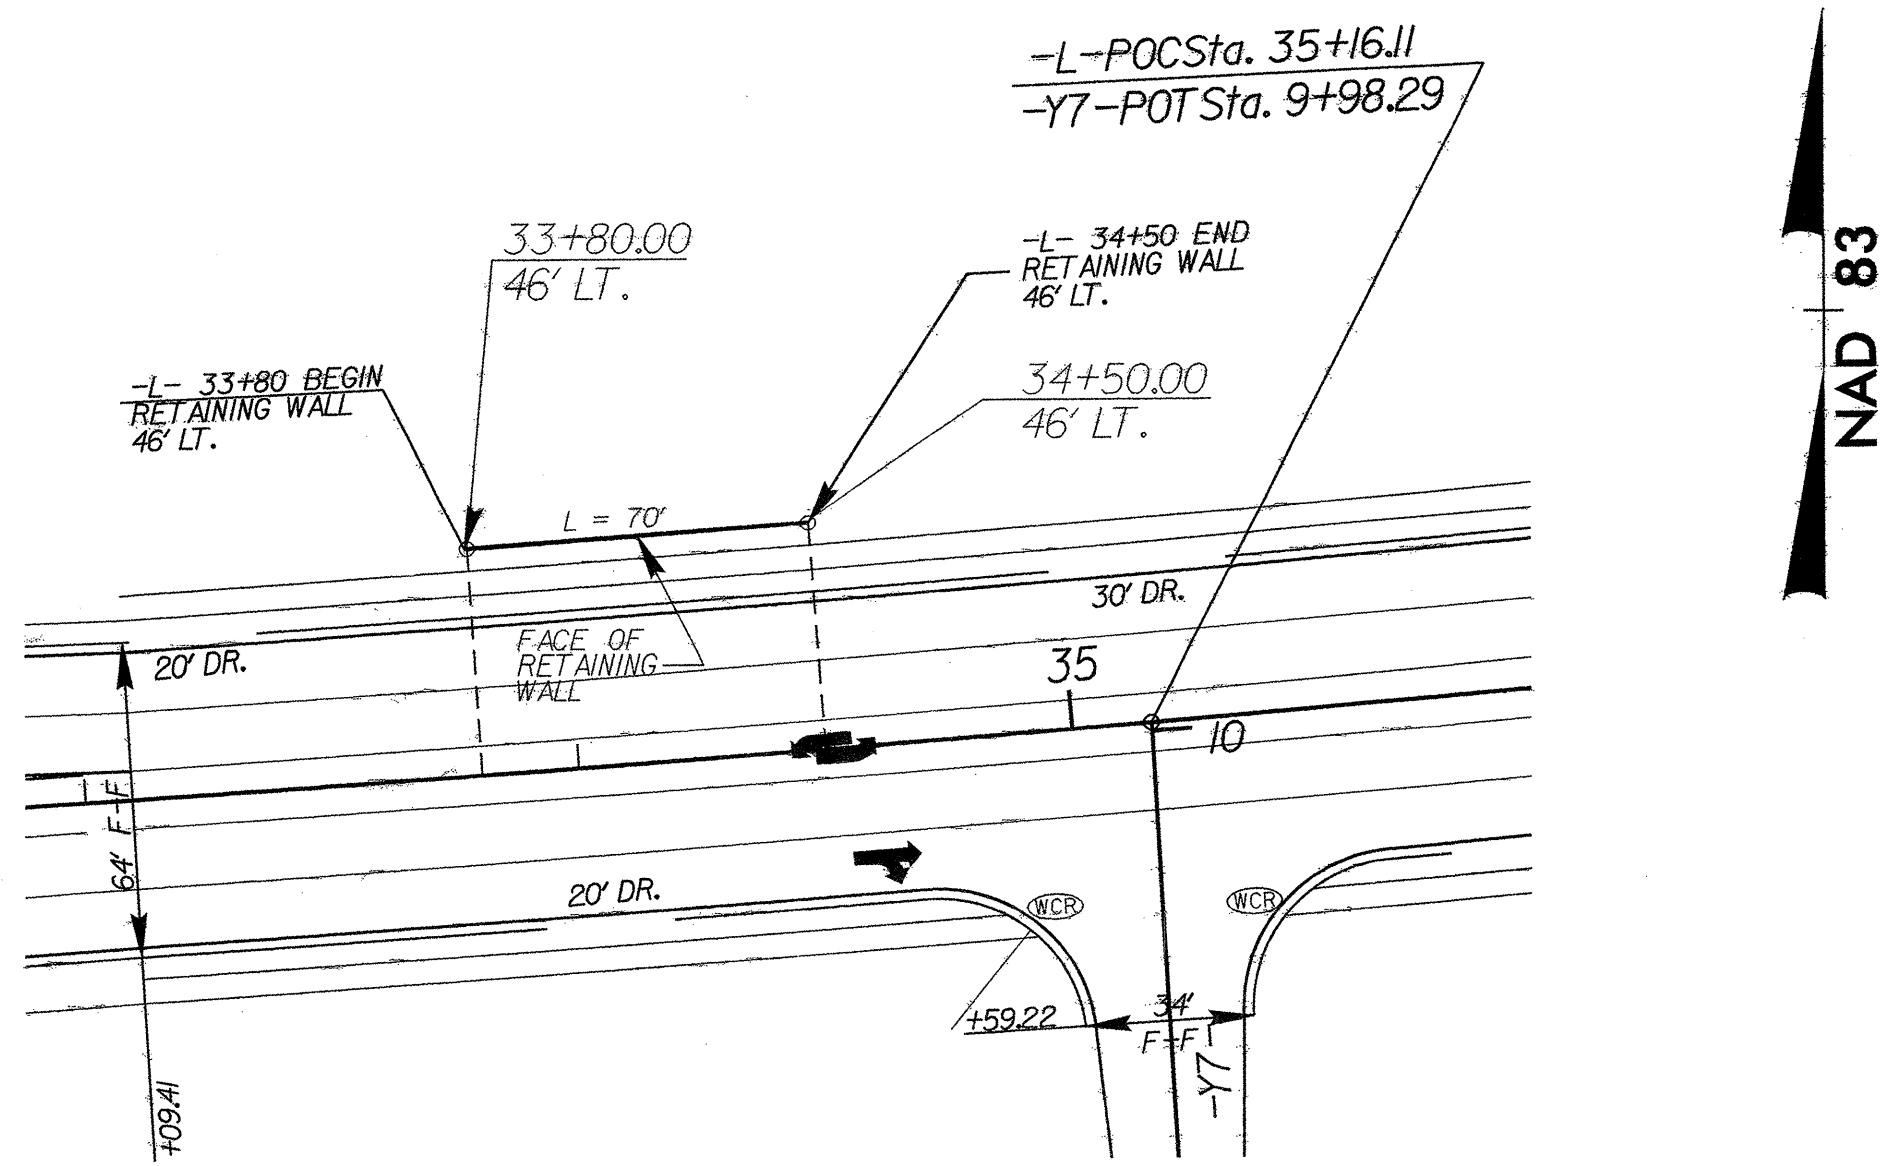 -L-POC Sta. 35+16.11
-Y7-POT Sta. 9+98.29
NAD 83
33+80.00
46' LT.
-L- 34+50 END
RETAINING WALL
46' LT.
-L- 33+80 BEGIN
RETAINING WALL
46' LT.
34+50.00
46' LT.
L = 70'
30' DR.
20' DR.
FACE OF
RETAINING
WALL
35
10
64' F-F
20' DR.
WCR
WCR
+59.22
34'
F-F
-Y7-
+09.41